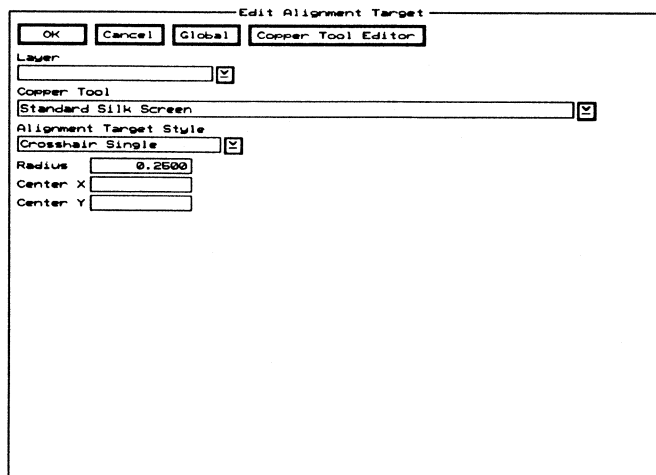 Edit Alignment Target
OK Cancel Global Copper Tool Editor
Layer
Copper Tool
Standard Silk Screen
Alignment Target Style
Crosshair Single
Radius 0.2500
Center X
Center Y